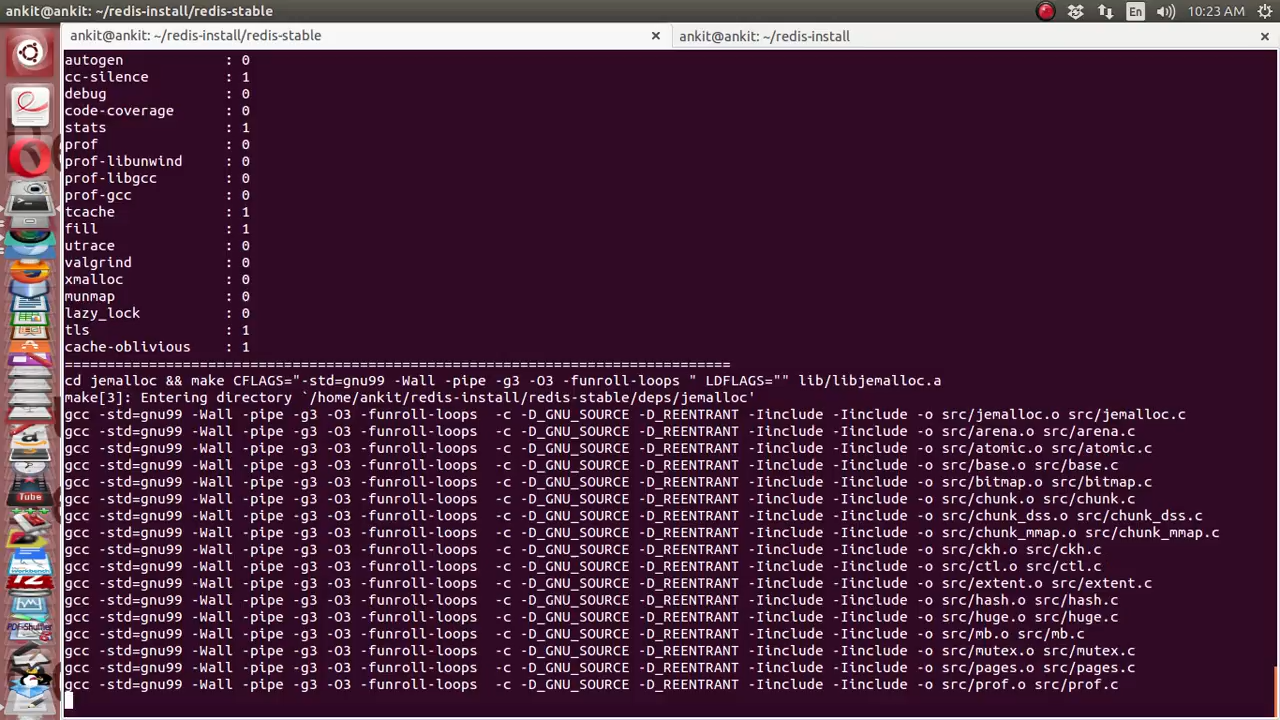 ankit@ankit: ~/redis-install/redis-stable
En
10:23 AM
ankit@ankit: ~/redis-install/redis-stable
ankit@ankit: ~/redis-install
autogen : 0
cc-silence : 1
debug : 0
code-coverage : 0
stats : 1
prof : 0
prof-libunwind : 0
prof-libgcc : 0
prof-gcc : 0
tcache : 1
fill : 1
utrace : 0
valgrind : 0
xmalloc : 0
munmap : 0
lazy_lock : 0
tls : 1
cache-oblivious : 1
===============================================================================
cd jemalloc && make CFLAGS="-std=gnu99 -Wall -pipe -g3 -O3 -funroll-loops " LDFLAGS="" lib/libjemalloc.a
make[3]: Entering directory `/home/ankit/redis-install/redis-stable/deps/jemalloc'
gcc -std=gnu99 -Wall -pipe -g3 -O3 -funroll-loops  -c -D_GNU_SOURCE -D_REENTRANT -Iinclude -Iinclude -o src/jemalloc.o src/jemalloc.c
gcc -std=gnu99 -Wall -pipe -g3 -O3 -funroll-loops  -c -D_GNU_SOURCE -D_REENTRANT -Iinclude -Iinclude -o src/arena.o src/arena.c
gcc -std=gnu99 -Wall -pipe -g3 -O3 -funroll-loops  -c -D_GNU_SOURCE -D_REENTRANT -Iinclude -Iinclude -o src/atomic.o src/atomic.c
gcc -std=gnu99 -Wall -pipe -g3 -O3 -funroll-loops  -c -D_GNU_SOURCE -D_REENTRANT -Iinclude -Iinclude -o src/base.o src/base.c
gcc -std=gnu99 -Wall -pipe -g3 -O3 -funroll-loops  -c -D_GNU_SOURCE -D_REENTRANT -Iinclude -Iinclude -o src/bitmap.o src/bitmap.c
gcc -std=gnu99 -Wall -pipe -g3 -O3 -funroll-loops  -c -D_GNU_SOURCE -D_REENTRANT -Iinclude -Iinclude -o src/chunk.o src/chunk.c
gcc -std=gnu99 -Wall -pipe -g3 -O3 -funroll-loops  -c -D_GNU_SOURCE -D_REENTRANT -Iinclude -Iinclude -o src/chunk_dss.o src/chunk_dss.c
gcc -std=gnu99 -Wall -pipe -g3 -O3 -funroll-loops  -c -D_GNU_SOURCE -D_REENTRANT -Iinclude -Iinclude -o src/chunk_mmap.o src/chunk_mmap.c
gcc -std=gnu99 -Wall -pipe -g3 -O3 -funroll-loops  -c -D_GNU_SOURCE -D_REENTRANT -Iinclude -Iinclude -o src/ckh.o src/ckh.c
gcc -std=gnu99 -Wall -pipe -g3 -O3 -funroll-loops  -c -D_GNU_SOURCE -D_REENTRANT -Iinclude -Iinclude -o src/ctl.o src/ctl.c
gcc -std=gnu99 -Wall -pipe -g3 -O3 -funroll-loops  -c -D_GNU_SOURCE -D_REENTRANT -Iinclude -Iinclude -o src/extent.o src/extent.c
gcc -std=gnu99 -Wall -pipe -g3 -O3 -funroll-loops  -c -D_GNU_SOURCE -D_REENTRANT -Iinclude -Iinclude -o src/hash.o src/hash.c
gcc -std=gnu99 -Wall -pipe -g3 -O3 -funroll-loops  -c -D_GNU_SOURCE -D_REENTRANT -Iinclude -Iinclude -o src/huge.o src/huge.c
gcc -std=gnu99 -Wall -pipe -g3 -O3 -funroll-loops  -c -D_GNU_SOURCE -D_REENTRANT -Iinclude -Iinclude -o src/mb.o src/mb.c
gcc -std=gnu99 -Wall -pipe -g3 -O3 -funroll-loops  -c -D_GNU_SOURCE -D_REENTRANT -Iinclude -Iinclude -o src/mutex.o src/mutex.c
gcc -std=gnu99 -Wall -pipe -g3 -O3 -funroll-loops  -c -D_GNU_SOURCE -D_REENTRANT -Iinclude -Iinclude -o src/pages.o src/pages.c
gcc -std=gnu99 -Wall -pipe -g3 -O3 -funroll-loops  -c -D_GNU_SOURCE -D_REENTRANT -Iinclude -Iinclude -o src/prof.o src/prof.c
Tube
Workbench
PDF-Shuffler